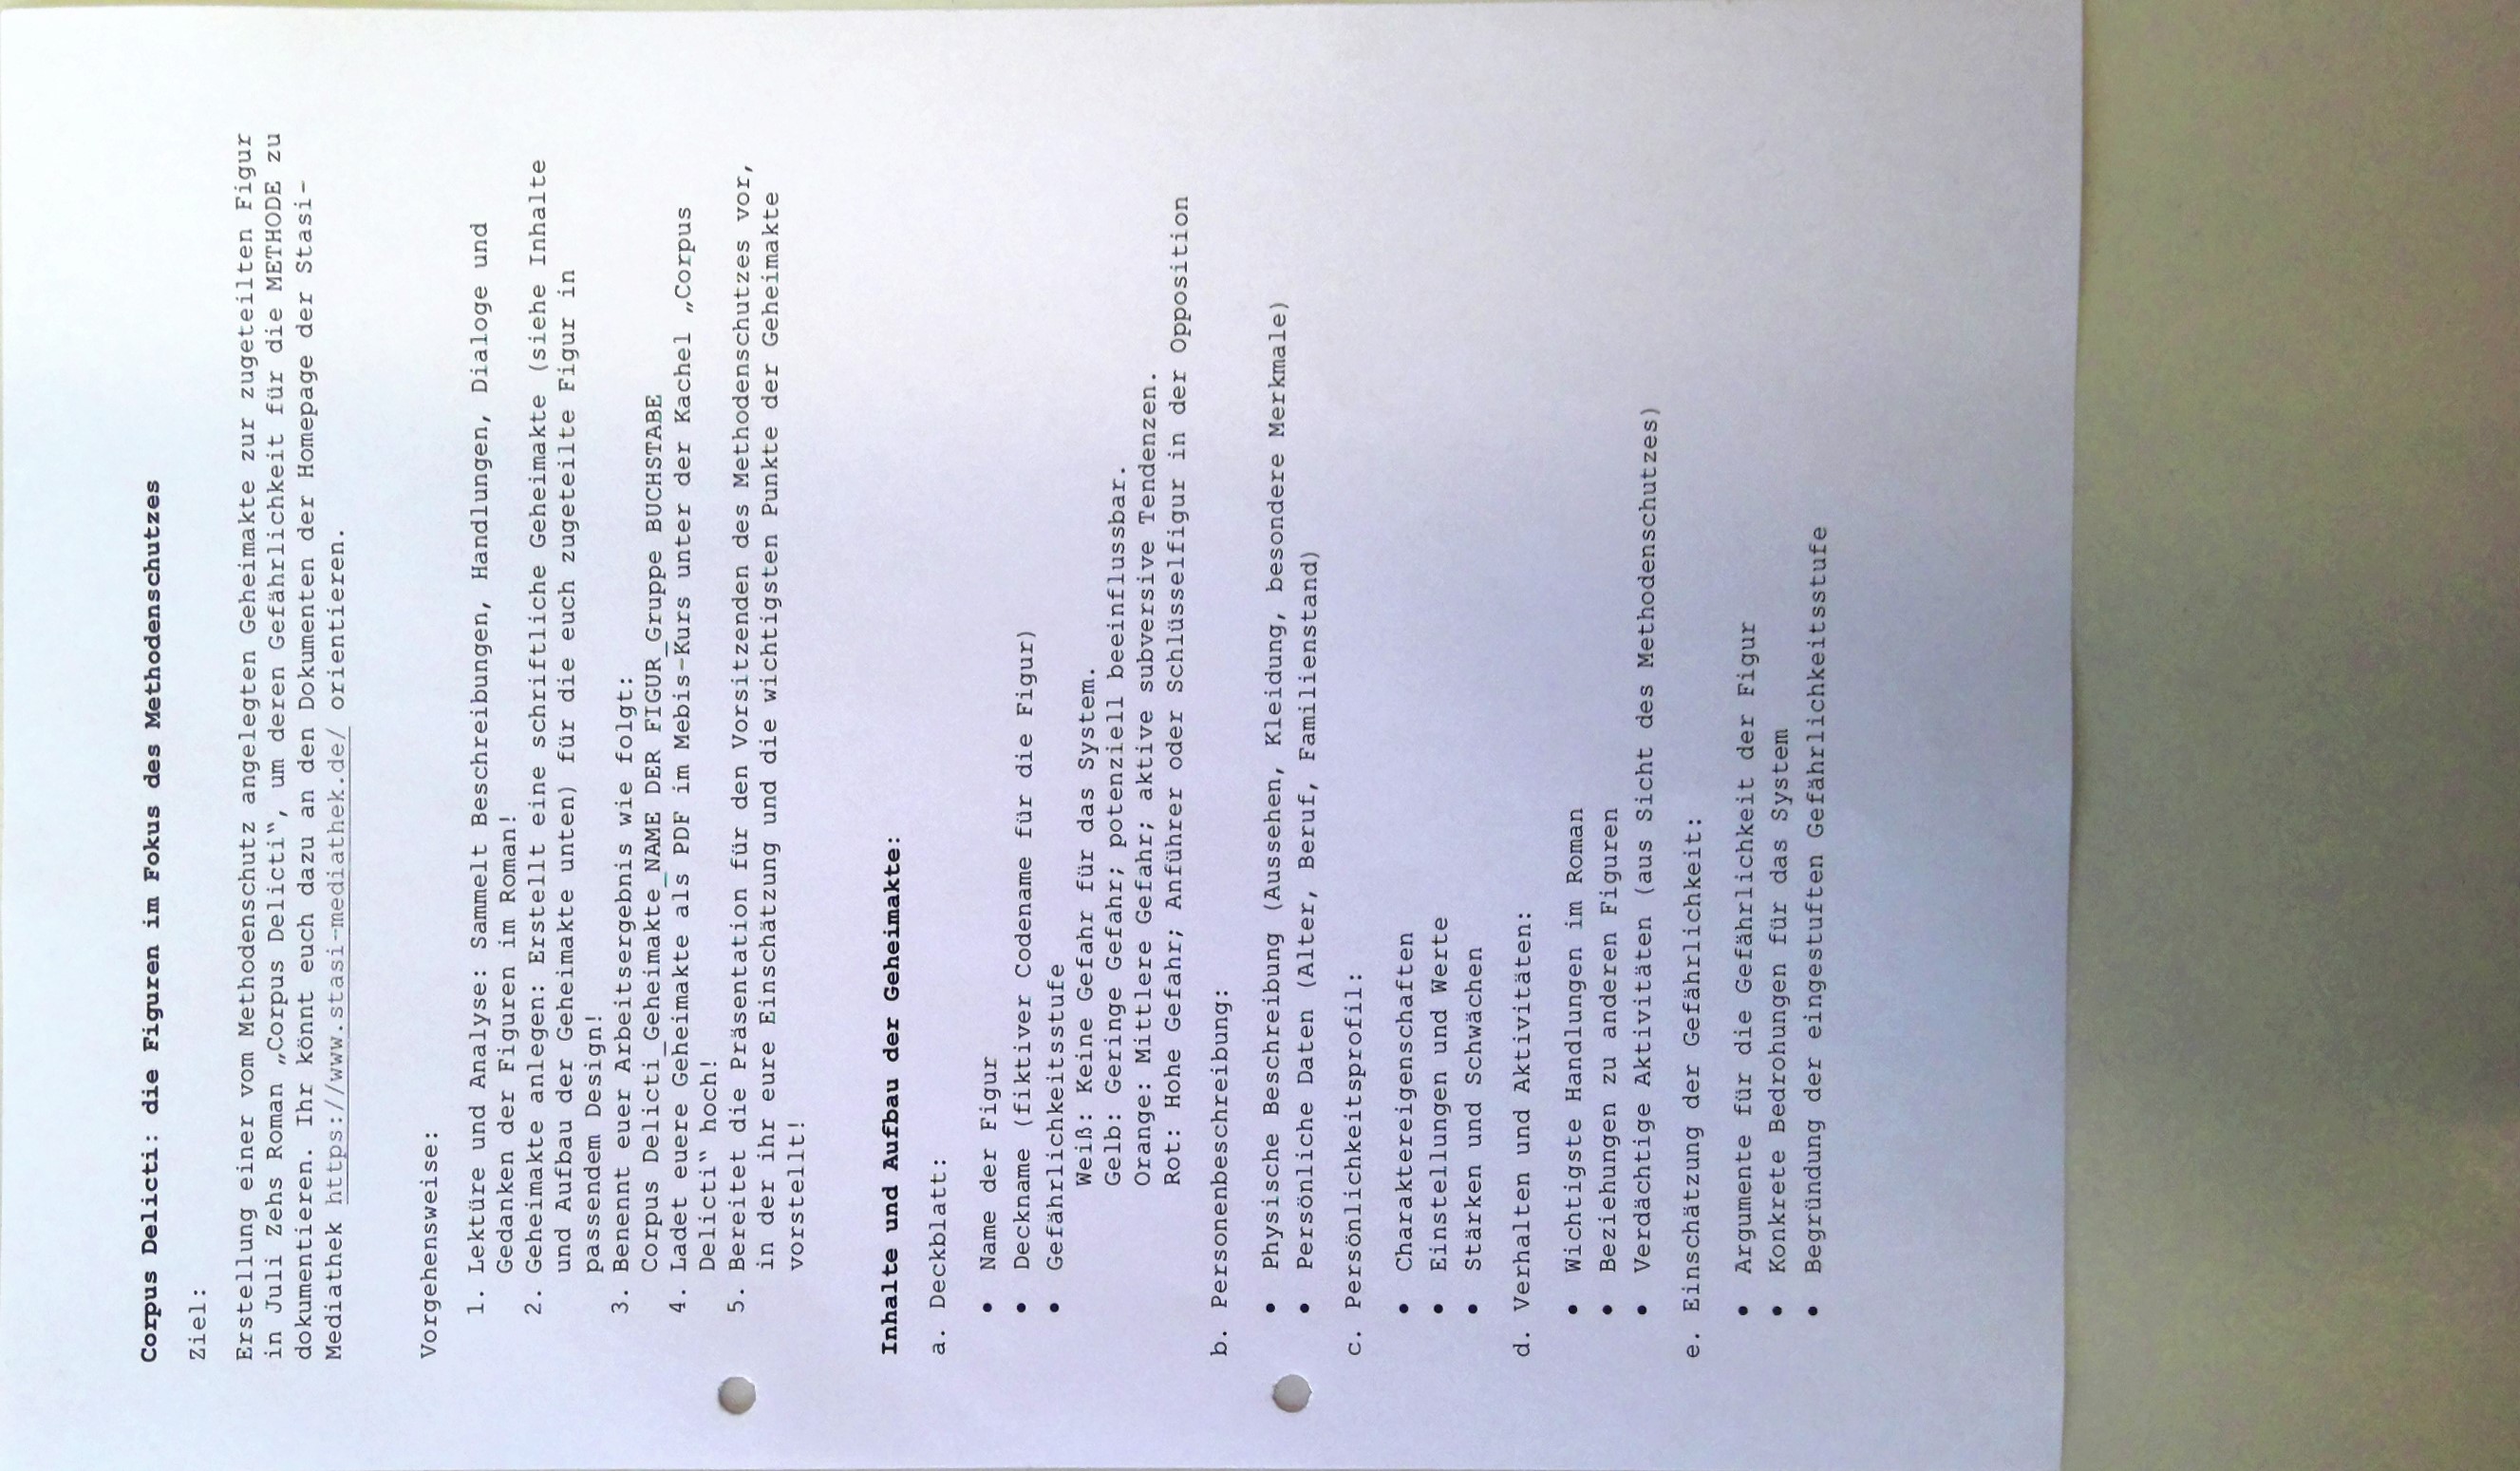 Corpus Delicti: die Figuren im Fokus des Methodenschutzes
Ziel:
Erstellung einer vom Methodenschutz angelegten Geheimakte zur zugeteilten Figur
in Juli Zehs Roman „Corpus Delicti“, um deren Gefährlichkeit für die METHODE zu
dokumentieren. Ihr könnt euch dazu an den Dokumenten der Homepage der Stasi-
Mediathek https://www.stasi-mediathek.de/ orientieren.
Vorgehensweise:
1. Lektüre und Analyse: Sammelt Beschreibungen, Handlungen, Dialoge und
Gedanken der Figuren im Roman!
2. Geheimakte anlegen: Erstellt eine schriftliche Geheimakte (siehe Inhalte
und Aufbau der Geheimakte unten) für die euch zugeteilte Figur in
passendem Design!
3. Benennt euer Arbeitsergebnis wie folgt:
Corpus Delicti_Geheimakte_NAME DER FIGUR_Gruppe BUCHSTABE
4. Ladet euere Geheimakte als PDF im Mebis-Kurs unter der Kachel „Corpus
Delicti“ hoch!
5. Bereitet die Präsentation für den Vorsitzenden des Methodenschutzes vor,
in der ihr eure Einschätzung und die wichtigsten Punkte der Geheimakte
vorstellt!
Inhalte und Aufbau der Geheimakte:
a. Deckblatt:
• Name der Figur
• Deckname (fiktiver Codename für die Figur)
• Gefährlichkeitsstufe
Weiß: Keine Gefahr für das System.
Gelb: Geringe Gefahr; potenziell beeinflussbar.
Orange: Mittlere Gefahr; aktive subversive Tendenzen.
Rot: Hohe Gefahr; Anführer oder Schlüsselfigur in der Opposition
b. Personenbeschreibung:
• Physische Beschreibung (Aussehen, Kleidung, besondere Merkmale)
• Persönliche Daten (Alter, Beruf, Familienstand)
c. Persönlichkeitsprofil:
• Charaktereigenschaften
• Einstellungen und Werte
• Stärken und Schwächen
d. Verhalten und Aktivitäten:
• Wichtigste Handlungen im Roman
• Beziehungen zu anderen Figuren
• Verdächtige Aktivitäten (aus Sicht des Methodenschutzes)
e. Einschätzung der Gefährlichkeit:
• Argumente für die Gefährlichkeit der Figur
• Konkrete Bedrohungen für das System
• Begründung der eingestuften Gefährlichkeitsstufe